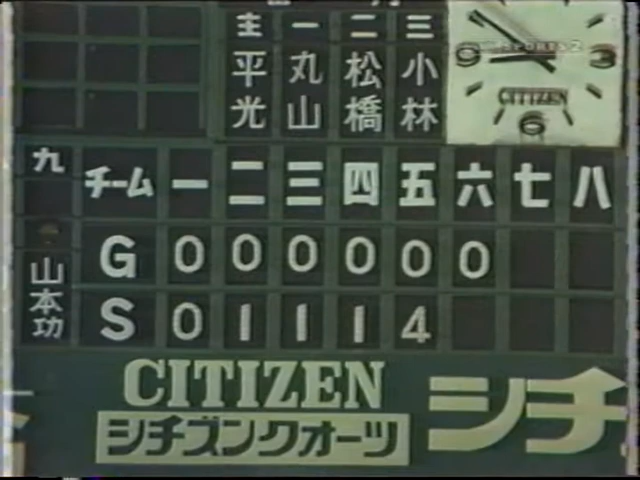 主 一 二 三
平光 丸山 松橋 小林
CITIZEN
九 チーム 一 二 三 四 五 六 七 八
G 0 0 0 0 0 0
山本功
S 0 1 1 1 4
CITIZEN
シチズンクオーツ
シチ